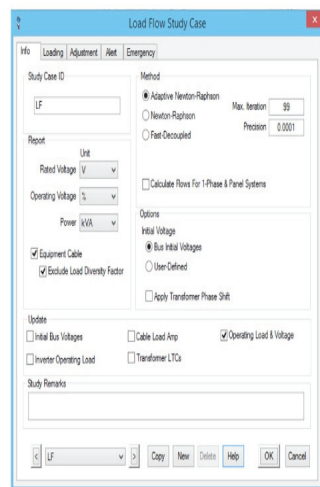 Load Flow Study Case
x
Info Loading Adjustment Alert Emergency
Study Case ID
LF
Method
Adaptive Newton-Raphson
Newton-Raphson
Fast-Decoupled
Max. Iteration 99
Precision 0.0001
Calculate Flows For 1-Phase & Panel Systems
Report
Unit
Rated Voltage V
Operating Voltage %
Power kVA
Equipment Cable
Exclude Load Diversity Factor
Options
Initial Voltage
Bus Initial Voltages
User-Defined
Apply Transformer Phase Shift
Update
Initial Bus Voltages Cable Load Amp Operating Load & Voltage
Inverter Operating Load Transformer LTCs
Study Remarks
< LF > Copy New Delete Help OK Cancel